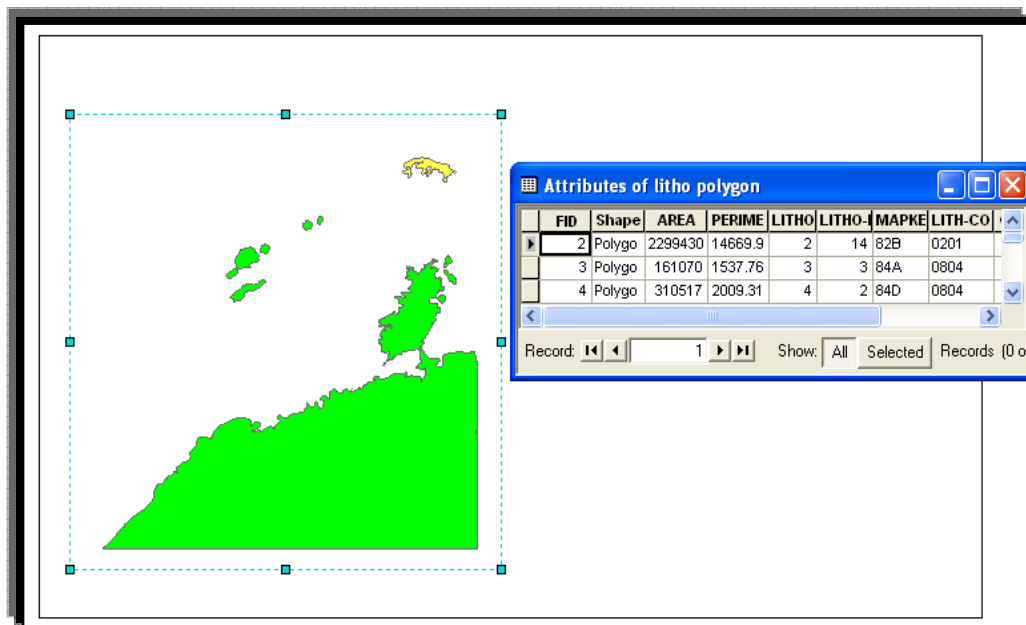 Attributes of litho polygon
FID Shape AREA PERIME LITHO LITHO-I MAPKE LITH-CO
2 Polygo 2299430 14669.9 2 14 82B 0201
3 Polygo 161070 1537.76 3 3 84A 0804
4 Polygo 310517 2009.31 4 2 84D 0804
Record: 1 Show: All Selected Records (0 o